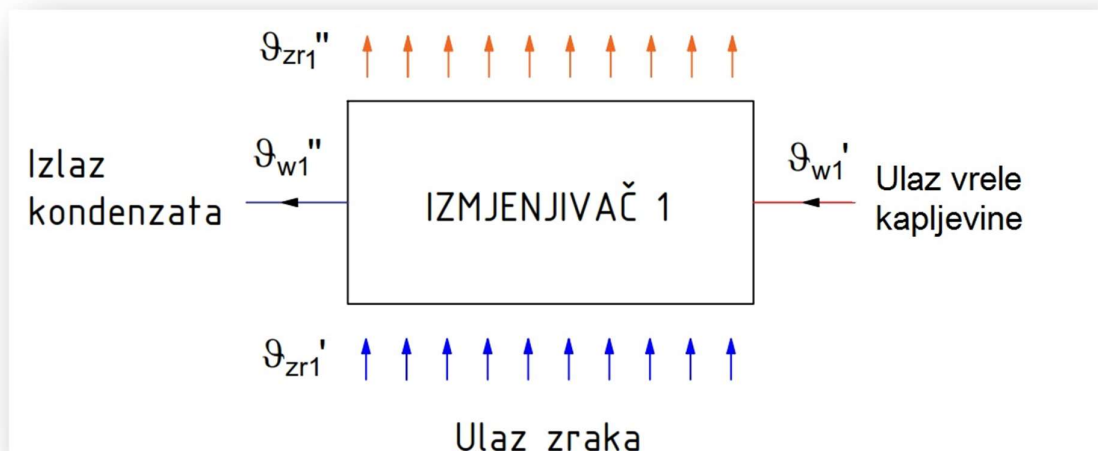 ϑzr1"
Izlaz
kondenzata
ϑw1"
IZMJENJIVAČ 1
ϑw1'
Ulaz vrele
kapljevine
ϑzr1'
Ulaz zraka